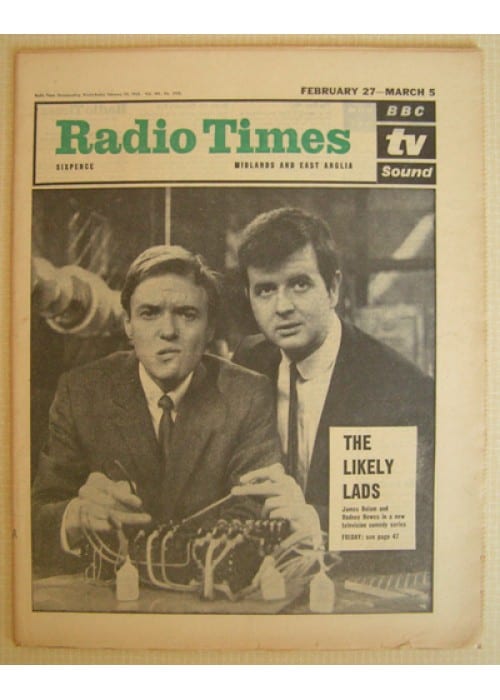 FEBRUARY 27—MARCH 5
Radio Times
SIXPENCE
MIDLANDS AND EAST ANGLIA
BBC
tv
Sound
THE
LIKELY
LADS
James Bolam and
Rodney Bewes in a new
television comedy series
FRIDAY: see page 47